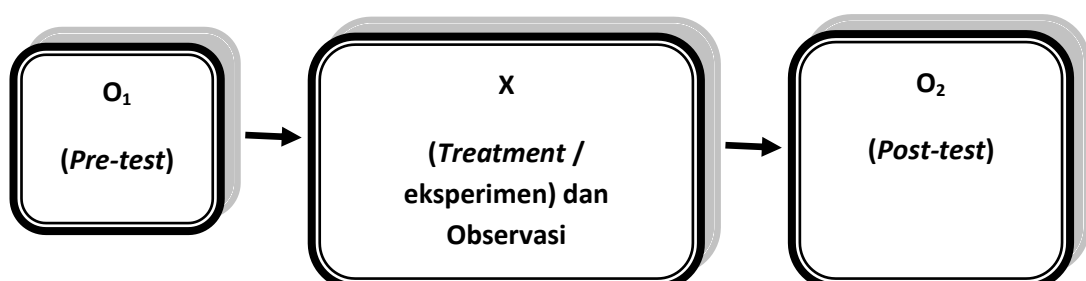 O₁
(Pre-test)
X
(Treatment /
eksperimen) dan
Observasi
O₂
(Post-test)